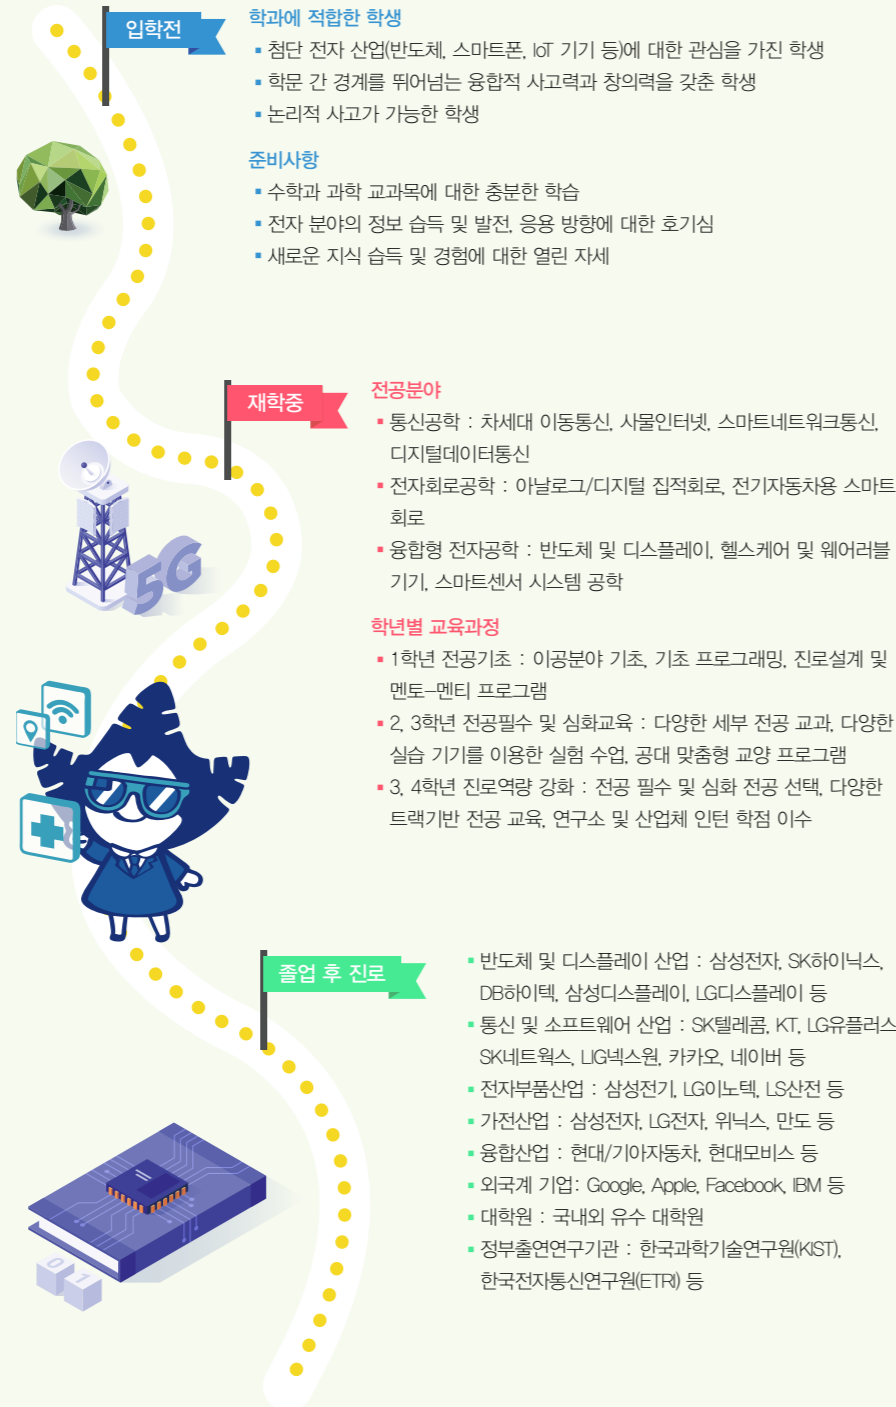 입학전
학과에 적합한 학생
▪ 첨단 전자 산업(반도체, 스마트폰, IoT 기기 등)에 대한 관심을 가진 학생
▪ 학문 간 경계를 뛰어넘는 융합적 사고력과 창의력을 갖춘 학생
▪ 논리적 사고가 가능한 학생
준비사항
▪ 수학과 과학 교과목에 대한 충분한 학습
▪ 전자 분야의 정보 습득 및 발전, 응용 방향에 대한 호기심
▪ 새로운 지식 습득 및 경험에 대한 열린 자세
재학중
전공분야
▪ 통신공학 : 차세대 이동통신, 사물인터넷, 스마트네트워크통신,
디지털데이터통신
▪ 전자회로공학 : 아날로그/디지털 집적회로, 전기자동차용 스마트
회로
▪ 융합형 전자공학 : 반도체 및 디스플레이, 헬스케어 및 웨어러블
기기, 스마트센서 시스템 공학
5G
학년별 교육과정
▪ 1학년 전공기초 : 이공분야 기초, 기초 프로그래밍, 진로설계 및
멘토-멘티 프로그램
▪ 2, 3학년 전공필수 및 심화교육 : 다양한 세부 전공 교과, 다양한
실습 기기를 이용한 실험 수업, 공대 맞춤형 교양 프로그램
▪ 3, 4학년 진로역량 강화 : 전공 필수 및 심화 전공 선택, 다양한
트랙기반 전공 교육, 연구소 및 산업체 인턴 학점 이수
졸업 후 진로
▪ 반도체 및 디스플레이 산업 : 삼성전자, SK하이닉스,
DB하이텍, 삼성디스플레이, LG디스플레이 등
▪ 통신 및 소프트웨어 산업 : SK텔레콤, KT, LG유플러스
SK네트웍스, LIG넥스원, 카카오, 네이버 등
▪ 전자부품산업 : 삼성전기, LG이노텍, LS산전 등
▪ 가전산업 : 삼성전자, LG전자, 위닉스, 만도 등
▪ 융합산업 : 현대/기아자동차, 현대모비스 등
▪ 외국계 기업: Google, Apple, Facebook, IBM 등
▪ 대학원 : 국내외 유수 대학원
▪ 정부출연연구기관 : 한국과학기술연구원(KIST),
한국전자통신연구원(ETRI) 등
0 1